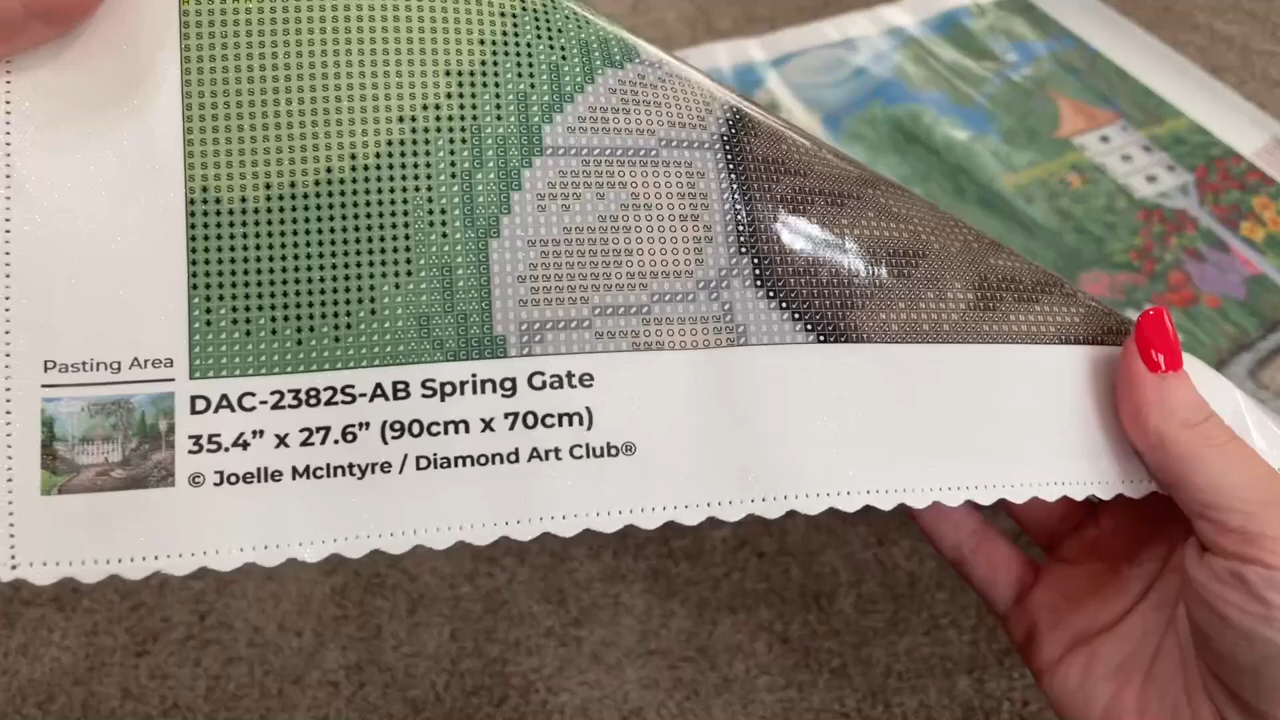 Pasting Area
DAC-2382S-AB Spring Gate
35.4” x 27.6” (90cm x 70cm)
© Joelle McIntyre / Diamond Art Club®